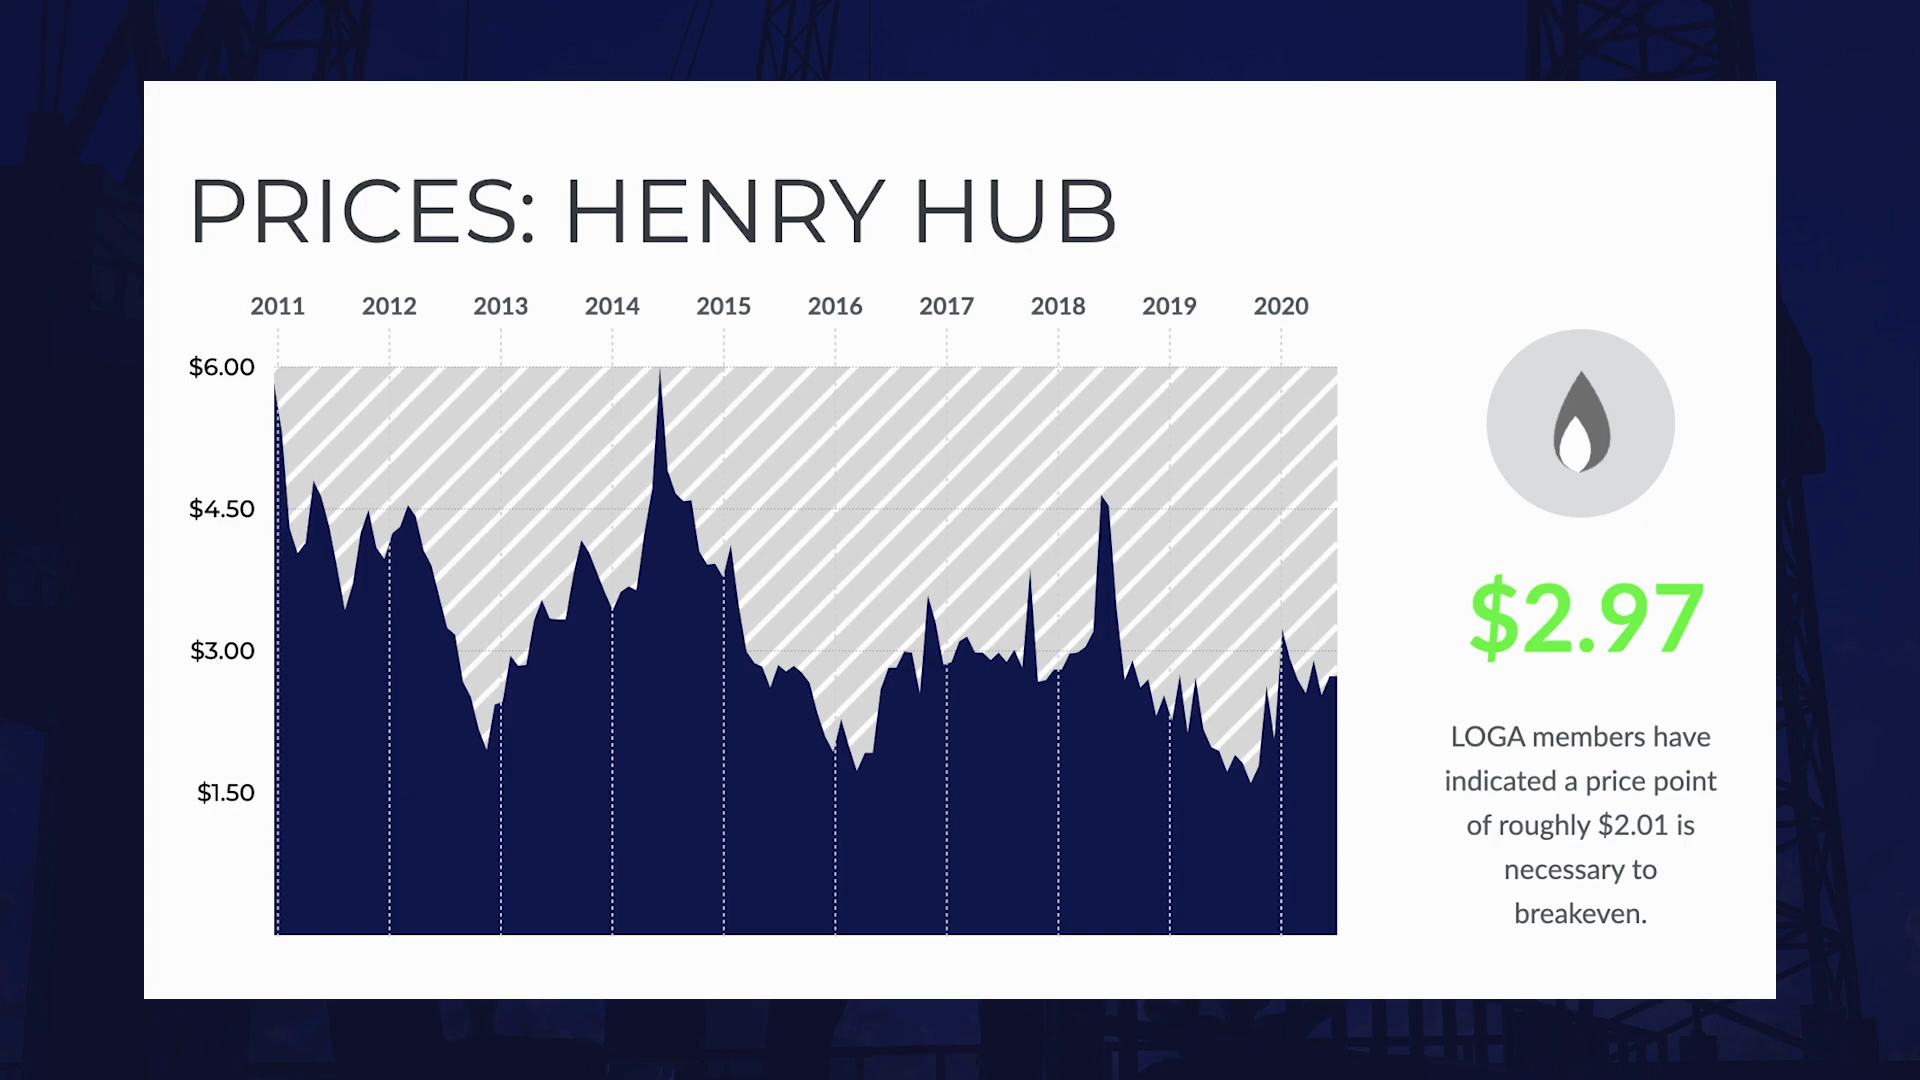 PRICES: HENRY HUB
2011 2012 2013 2014 2015 2016 2017 2018 2019 2020
$6.00
$4.50
$3.00
$1.50
$2.97
LOGA members have
indicated a price point
of roughly $2.01 is
necessary to
breakeven.